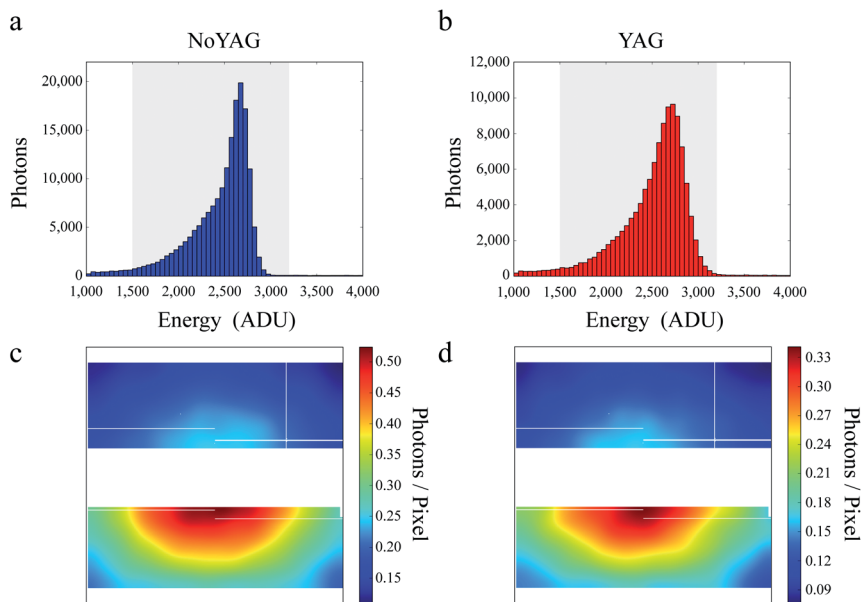 a
NoYAG
Photons
20,000
15,000
10,000
5,000
0
1,000 1,500 2,000 2,500 3,000 3,500 4,000
Energy (ADU)
b
YAG
Photons
12,000
10,000
8,000
6,000
4,000
2,000
0
1,000 1,500 2,000 2,500 3,000 3,500 4,000
Energy (ADU)
c
0.50
0.45
0.40
0.35
0.30
0.25
0.20
0.15
Photons / Pixel
d
0.33
0.30
0.27
0.24
0.21
0.18
0.15
0.12
0.09
Photons / Pixel